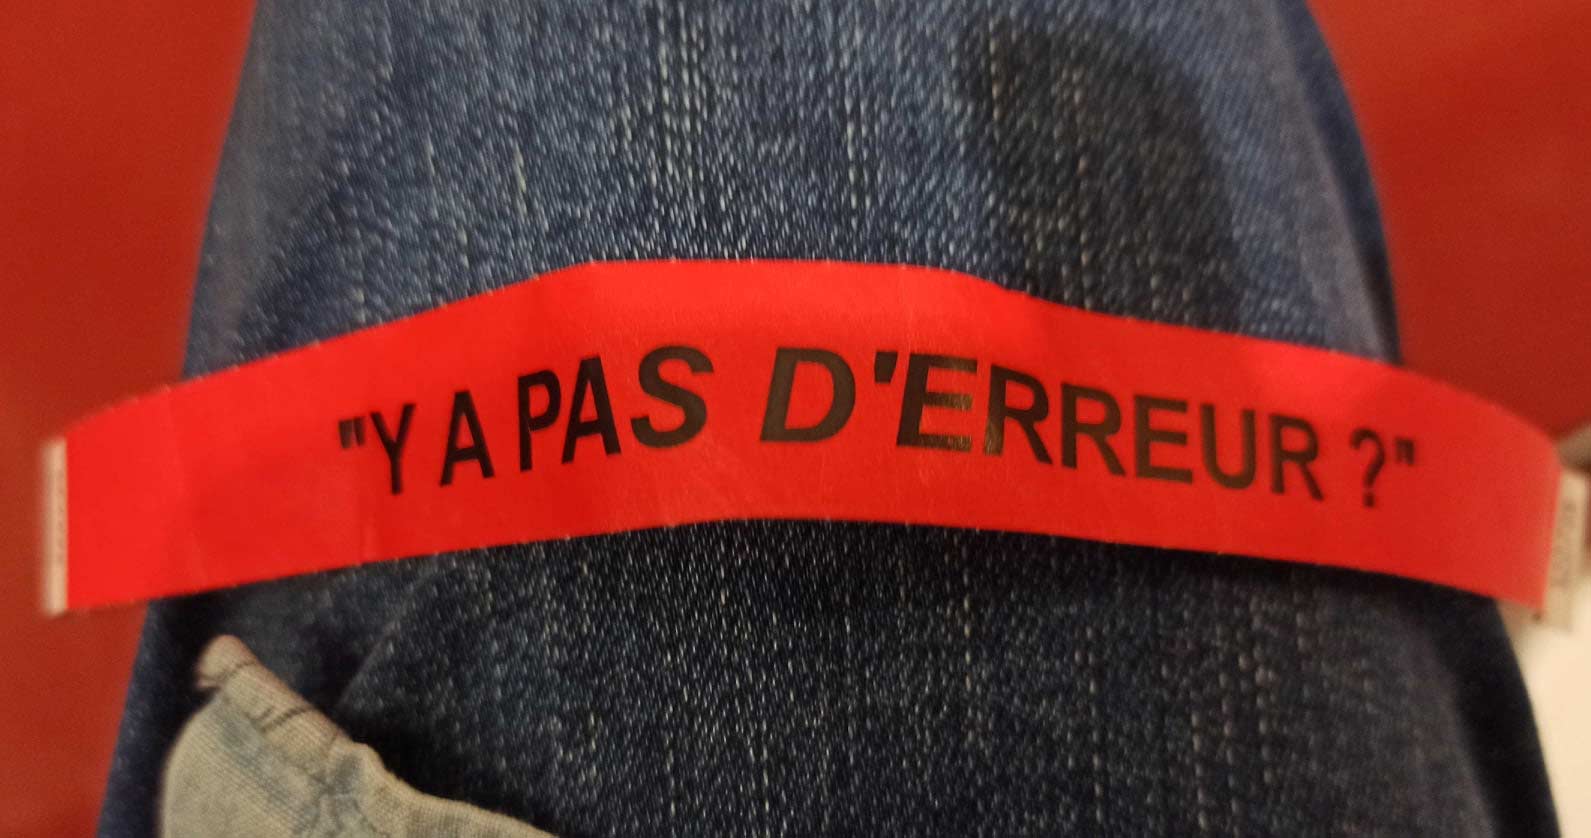 "Y A PAS D'ERREUR ?"